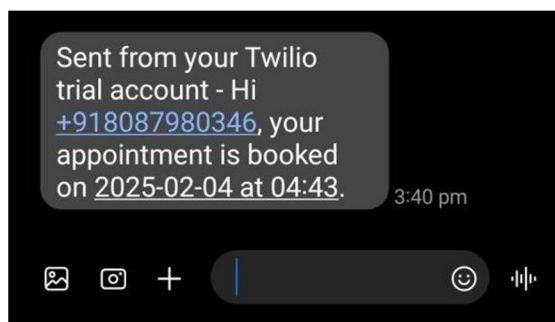 Sent from your Twilio
trial account - Hi
+918087980346, your
appointment is booked
on 2025-02-04 at 04:43.
3:40 pm